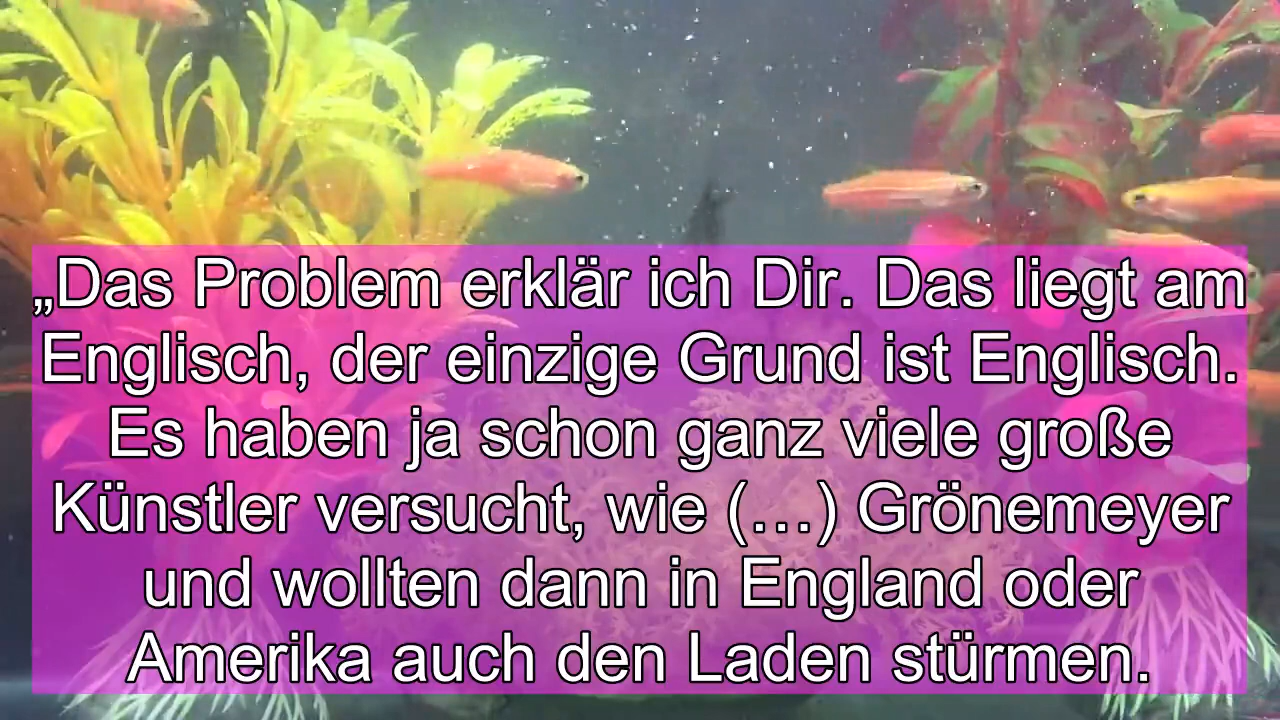 „Das Problem erklär ich Dir. Das liegt am
Englisch, der einzige Grund ist Englisch.
Es haben ja schon ganz viele große
Künstler versucht, wie (…) Grönemeyer
und wollten dann in England oder
Amerika auch den Laden stürmen.